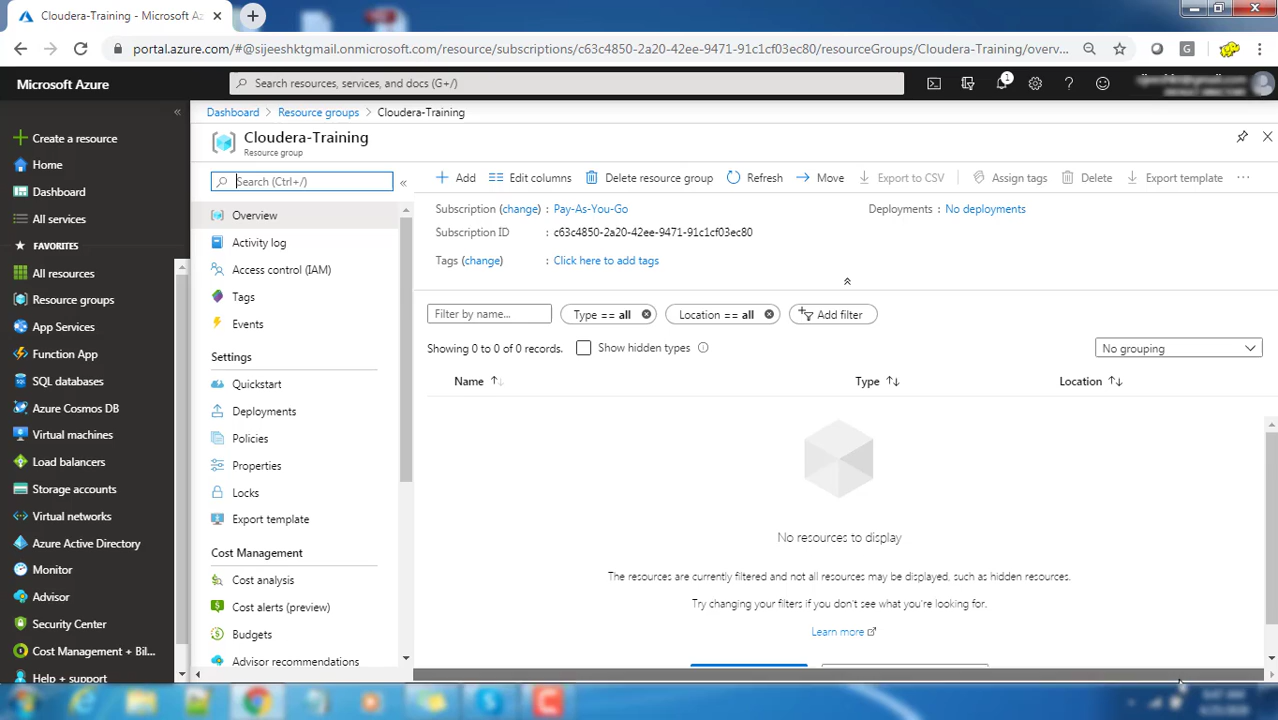 Cloudera-Training - Microsoft Az
portal.azure.com/#@sijeeshktgmail.onmicrosoft.com/resource/subscriptions/c63c4850-2a20-42ee-9471-91c1cf03ec80/resourceGroups/Cloudera-Training/overv...
Microsoft Azure
Search resources, services, and docs (G+/)
1
Dashboard > Resource groups > Cloudera-Training
Cloudera-Training
Resource group
Create a resource
Home
Dashboard
All services
FAVORITES
All resources
Resource groups
App Services
Function App
SQL databases
Azure Cosmos DB
Virtual machines
Load balancers
Storage accounts
Virtual networks
Azure Active Directory
Monitor
Advisor
Security Center
Cost Management + Bil...
Help + support
Search (Ctrl+/)
Overview
Activity log
Access control (IAM)
Tags
Events
Settings
Quickstart
Deployments
Policies
Properties
Locks
Export template
Cost Management
Cost analysis
Cost alerts (preview)
Budgets
Advisor recommendations
Add Edit columns Delete resource group Refresh Move Export to CSV Assign tags Delete Export template ...
Subscription (change) : Pay-As-You-Go Deployments : No deployments
Subscription ID : c63c4850-2a20-42ee-9471-91c1cf03ec80
Tags (change) : Click here to add tags
Filter by name... Type == all Location == all Add filter
Showing 0 to 0 of 0 records. Show hidden types No grouping
Name Type Location
No resources to display
The resources are currently filtered and not all resources may be displayed, such as hidden resources.
Try changing your filters if you don't see what you're looking for.
Learn more